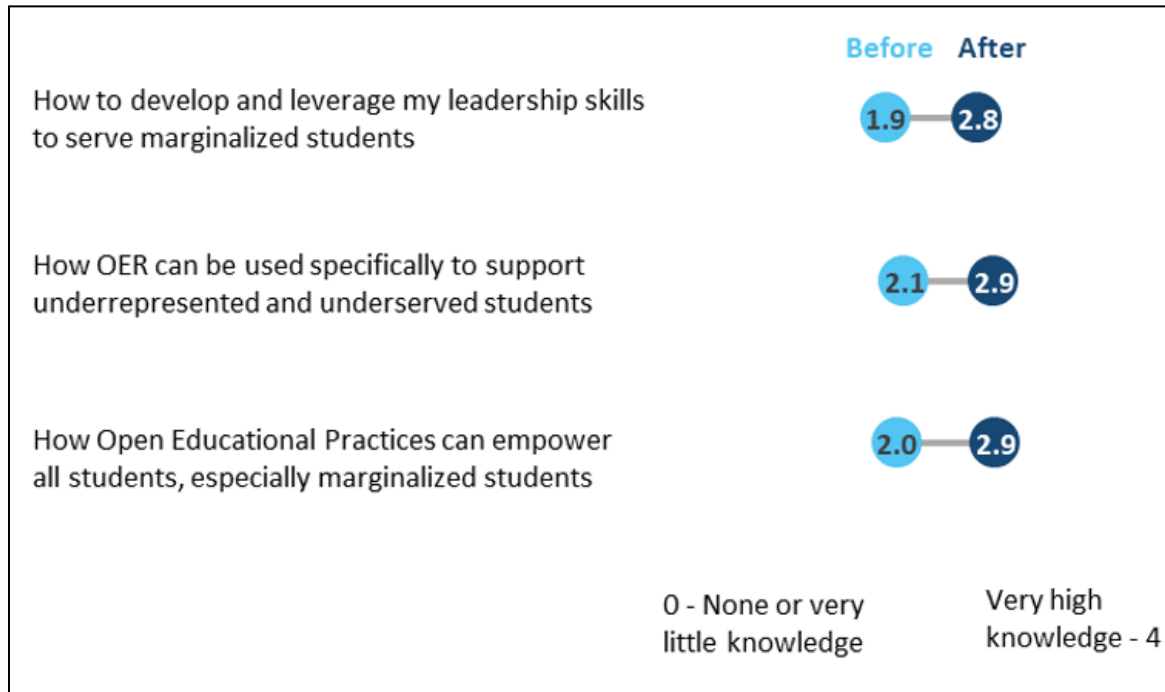 Before After
How to develop and leverage my leadership skills
to serve marginalized students
1.9 2.8
How OER can be used specifically to support
underrepresented and underserved students
2.1 2.9
How Open Educational Practices can empower
all students, especially marginalized students
2.0 2.9
0 - None or very
little knowledge
Very high
knowledge - 4